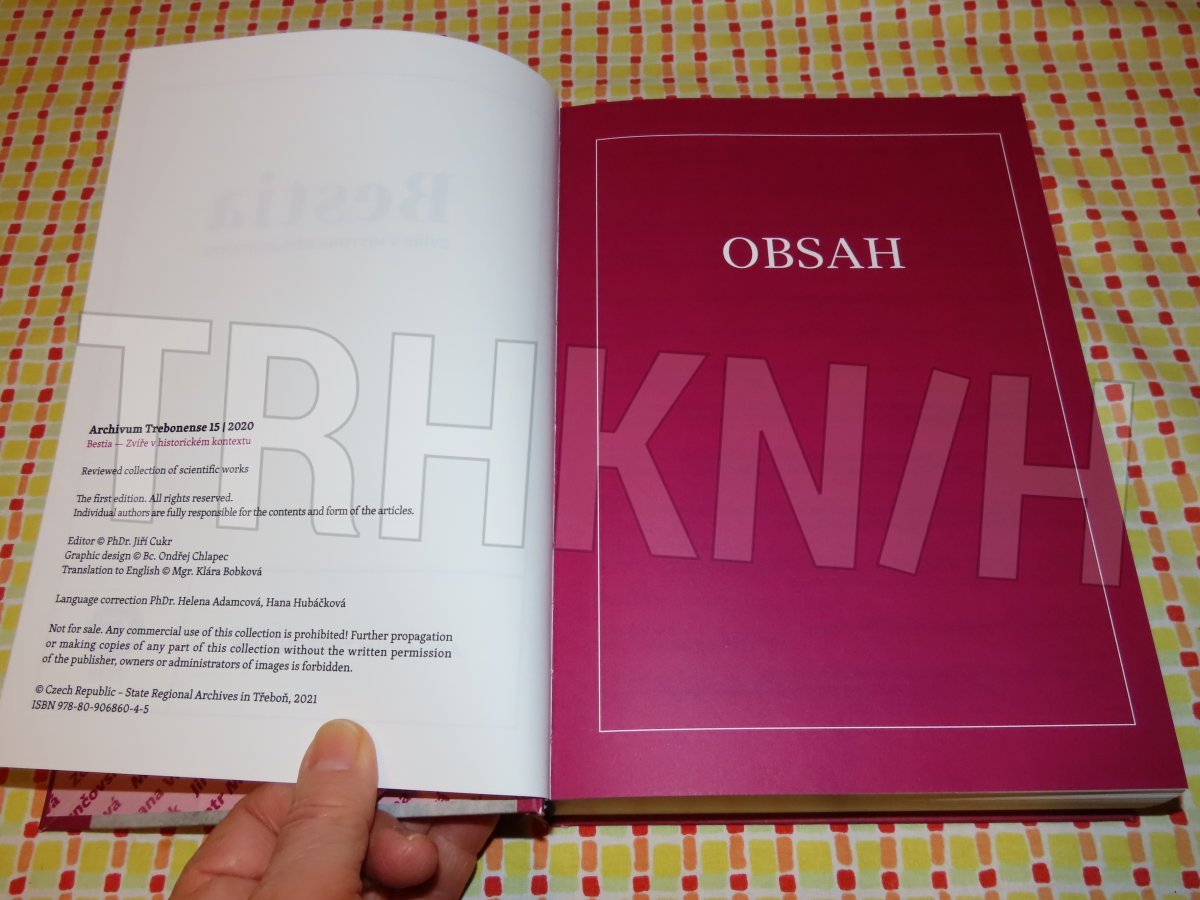 Archivum Trebonense 15 | 2020
Bestia — Zvíře v historickém kontextu
Reviewed collection of scientific works
The first edition. All rights reserved.
Individual authors are fully responsible for the contents and form of the articles.
Editor © PhDr. Jiří Cukr
Graphic design © Bc. Ondřej Chlapec
Translation to English © Mgr. Klára Bobková
Language correction PhDr. Helena Adamcová, Hana Hubáčková
Not for sale. Any commercial use of this collection is prohibited! Further propagation
or making copies of any part of this collection without the written permission
of the publisher, owners or administrators of images is forbidden.
© Czech Republic – State Regional Archives in Třeboň, 2021
ISBN 978-80-906860-4-5
OBSAH
TRHKN/H
Bestia